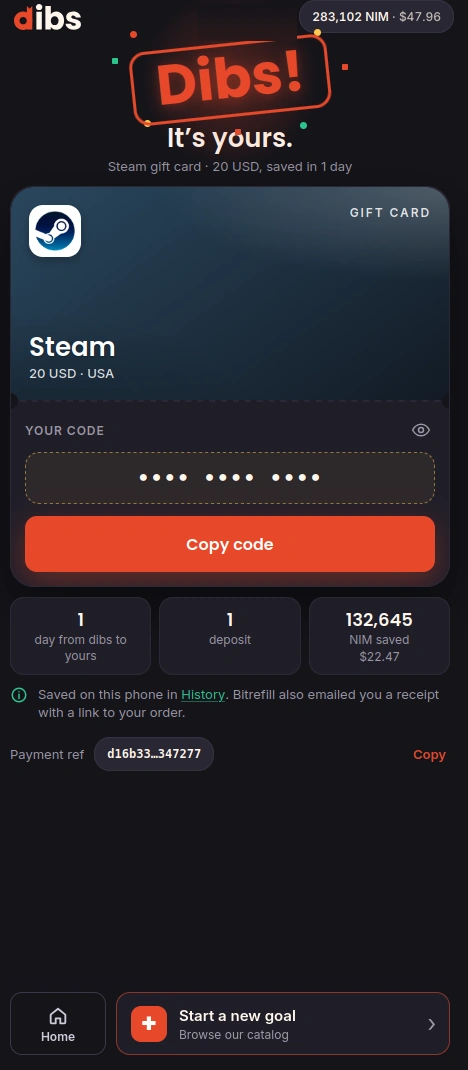 dibs
283,102 NIM · $47.96
Dibs!
It's yours.
Steam gift card · 20 USD, saved in 1 day
GIFT CARD
Steam
20 USD · USA
YOUR CODE
•••• •••• ••••
Copy code
1
day from dibs to
yours
1
deposit
132,645
NIM saved
$22.47
Saved on this phone in History. Bitrefill also emailed you a receipt
with a link to your order.
Payment ref
d16b33…347277
Copy
Home
Start a new goal
Browse our catalog